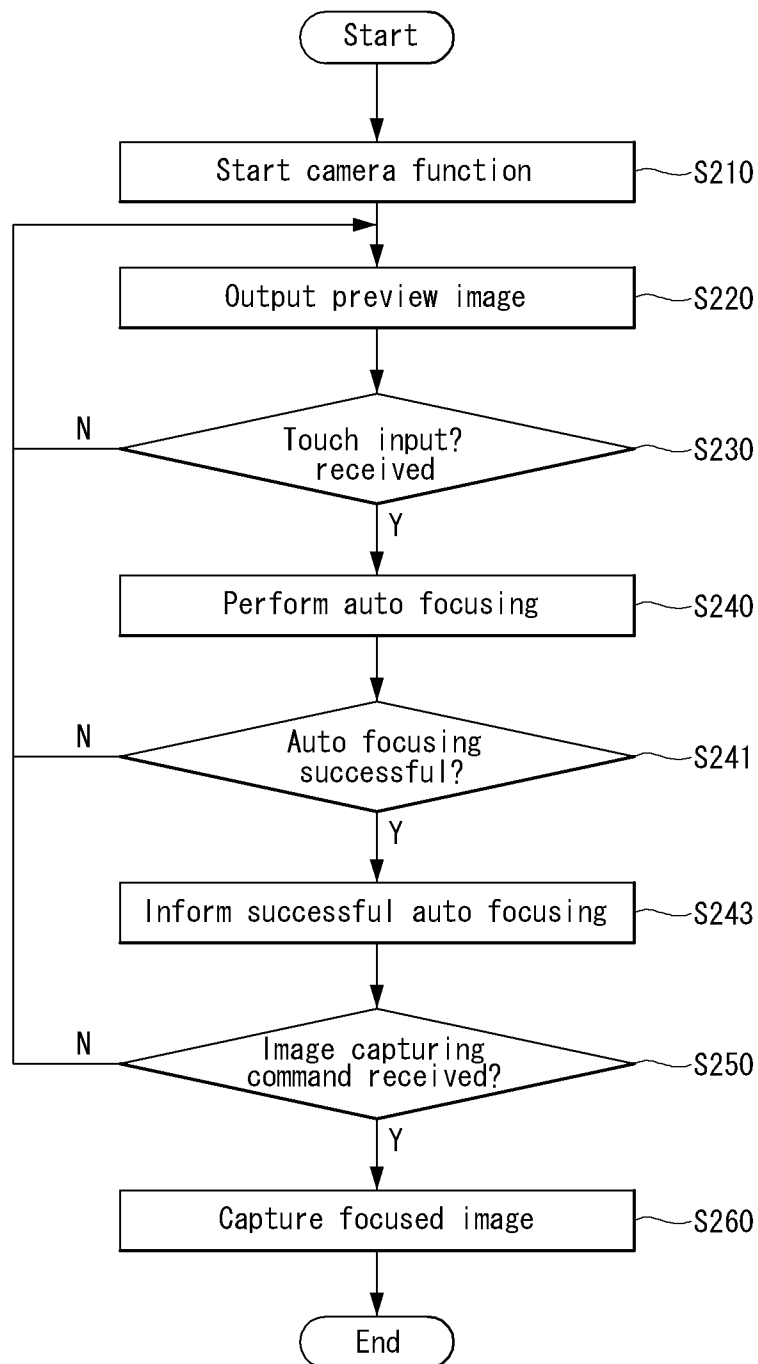 Start
Start camera function
S210
Output preview image
S220
N
Touch input?
received
S230
Y
Perform auto focusing
S240
N
Auto focusing
successful?
S241
Y
Inform successful auto focusing
S243
N
Image capturing
command received?
S250
Y
Capture focused image
S260
End